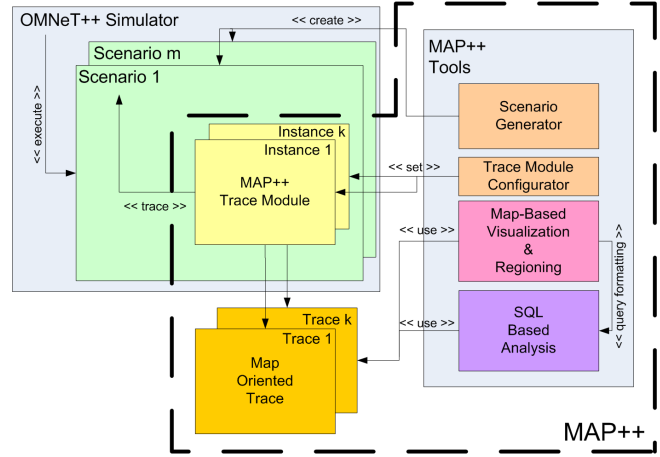 OMNeT++ Simulator
<< create >>
Scenario m
Scenario 1
<< execute >>
Instance k
Instance 1
MAP++
Trace Module
<< trace >>
<< set >>
MAP++
Tools
Scenario
Generator
Trace Module
Configurator
Map-Based
Visualization
&
Regioning
<< use >>
<< query formatting >>
SQL
Based
Analysis
<< use >>
Trace k
Trace 1
Map
Oriented
Trace
MAP++